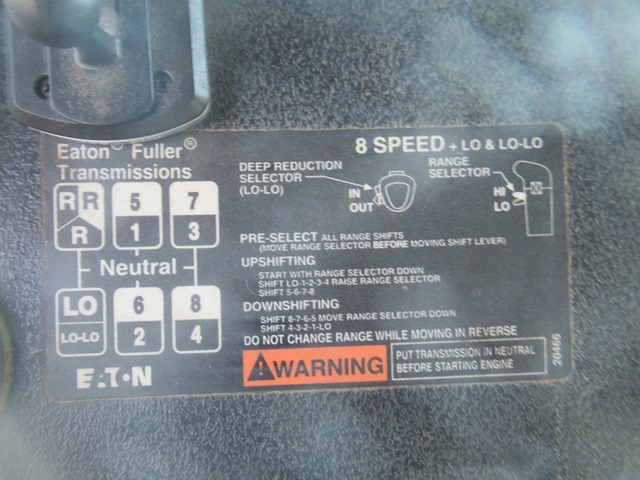 Eaton® Fuller®
Transmissions
8 SPEED + LO & LO-LO
DEEP REDUCTION
SELECTOR
(LO-LO)
IN
OUT
RANGE
SELECTOR
HI
LO
R R 5 7
R 1 3
Neutral
LO 6 8
LO-LO 2 4
EATON
PRE-SELECT ALL RANGE SHIFTS
(MOVE RANGE SELECTOR BEFORE MOVING SHIFT LEVER)
UPSHIFTING
START WITH RANGE SELECTOR DOWN
SHIFT LO-1-2-3-4 RAISE RANGE SELECTOR
SHIFT 5-6-7-8
DOWNSHIFTING
SHIFT 8-7-6-5 MOVE RANGE SELECTOR DOWN
SHIFT 4-3-2-1-LO
DO NOT CHANGE RANGE WHILE MOVING IN REVERSE
WARNING
PUT TRANSMISSION IN NEUTRAL
BEFORE STARTING ENGINE
20466